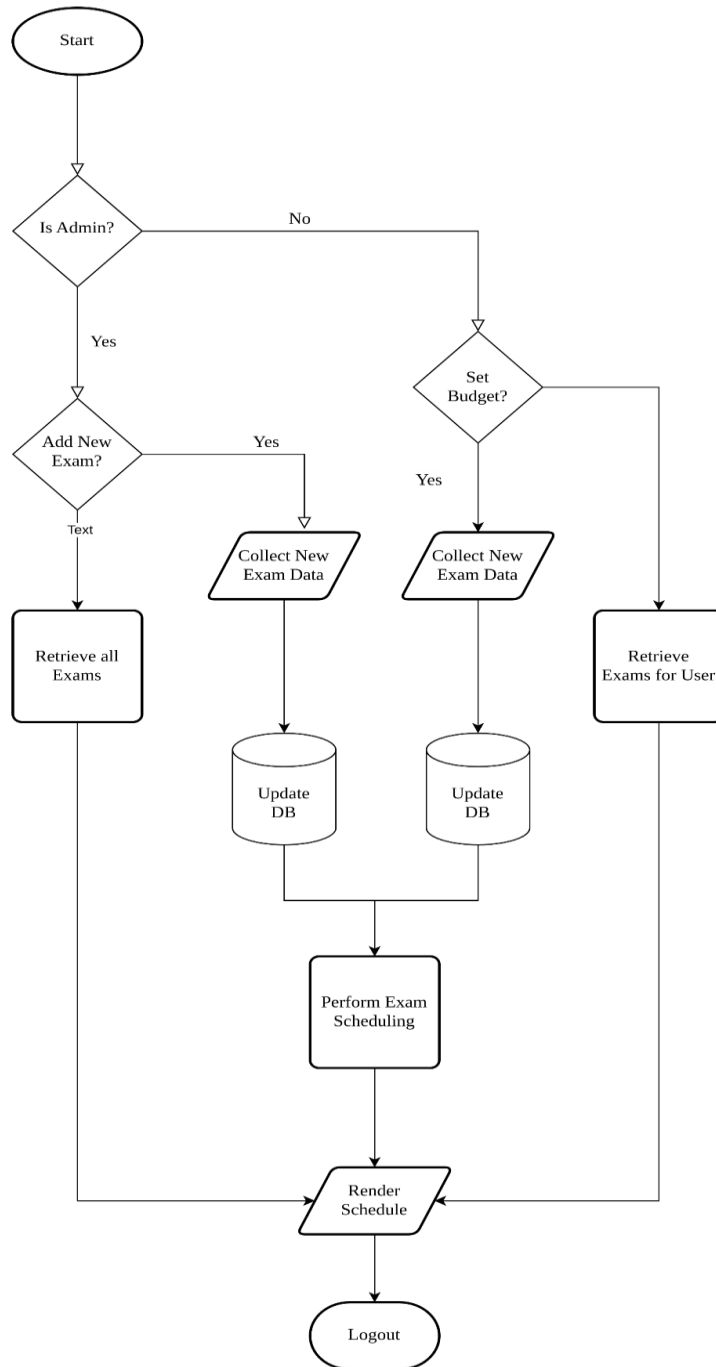 Start
Is Admin?
No
Yes
Set
Budget?
Add New
Exam?
Yes
Yes
Text
Collect New
Exam Data
Collect New
Exam Data
Retrieve all
Exams
Retrieve
Exams for User
Update
DB
Update
DB
Perform Exam
Scheduling
Render
Schedule
Logout